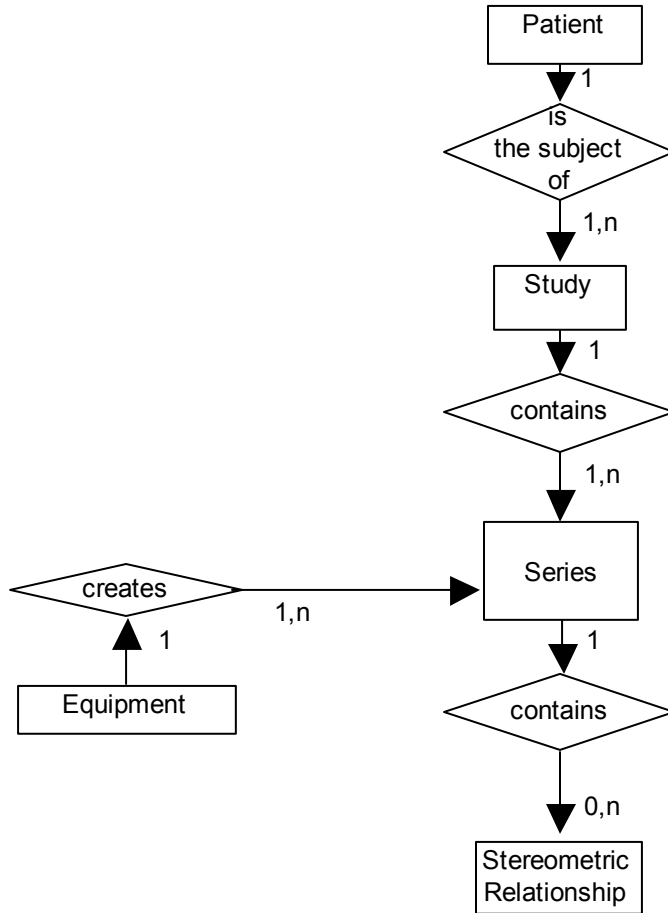 Patient
1
is
the subject
of
1,n
Study
1
contains
1,n
Series
creates
1,n
1
1
Equipment
contains
0,n
Stereometric
Relationship